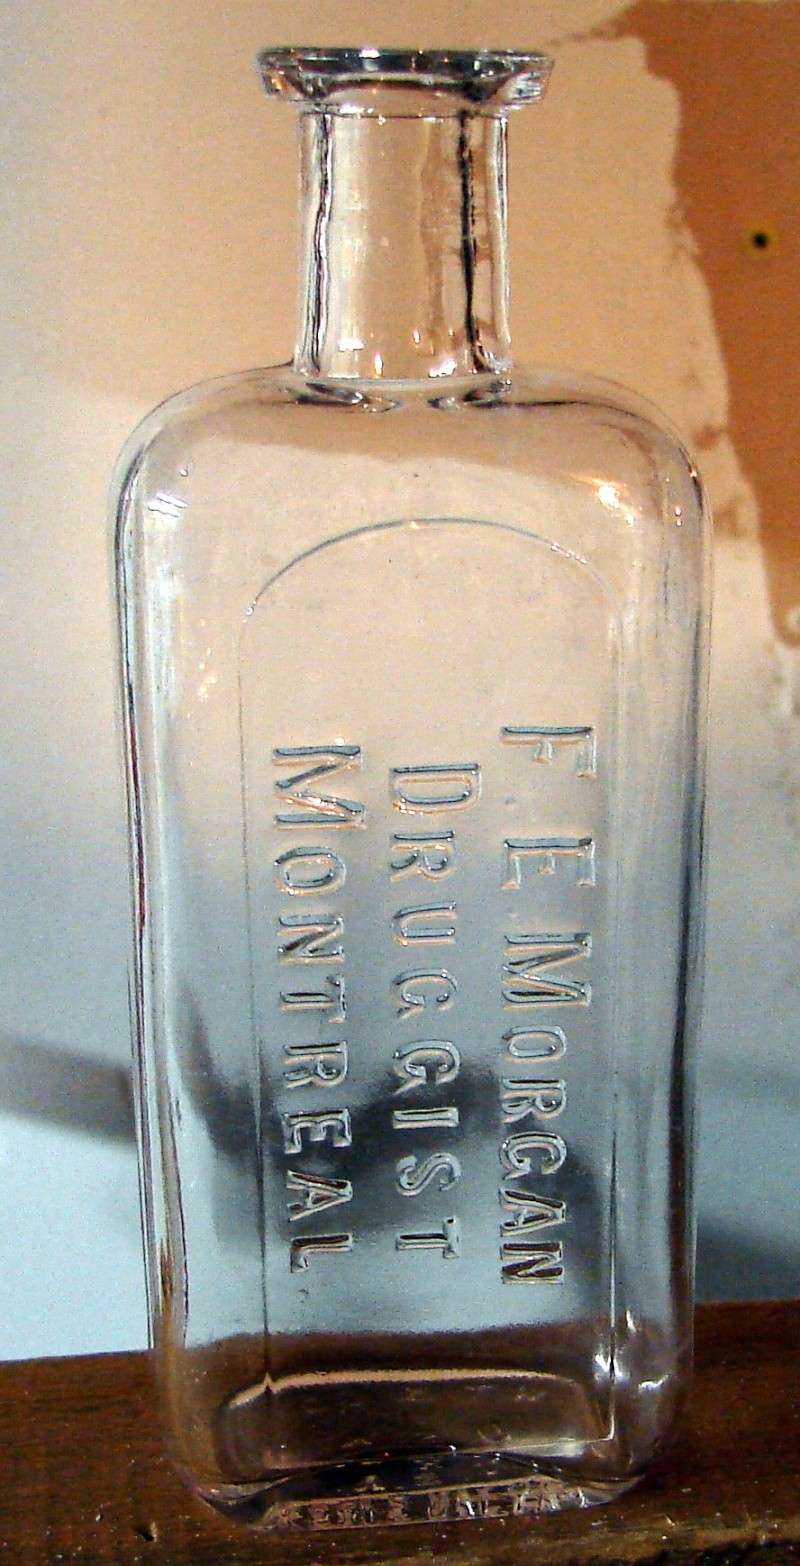 F. E. MORGAN
DRUGGIST
MONTREAL